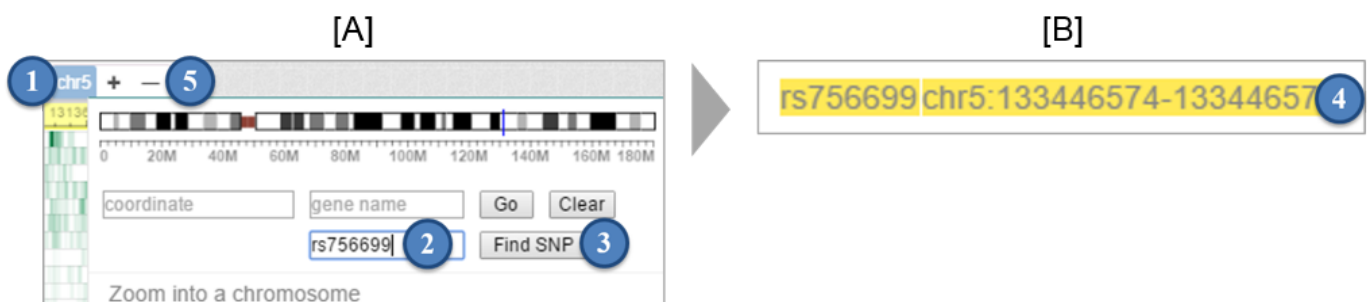 [A]
[B]
1 chr5 + — 5
13136
0 20M 40M 60M 80M 100M 120M 140M 160M 180M
coordinate gene name Go Clear
rs756699 2 Find SNP 3
Zoom into a chromosome
rs756699 chr5:133446574-13344657 4